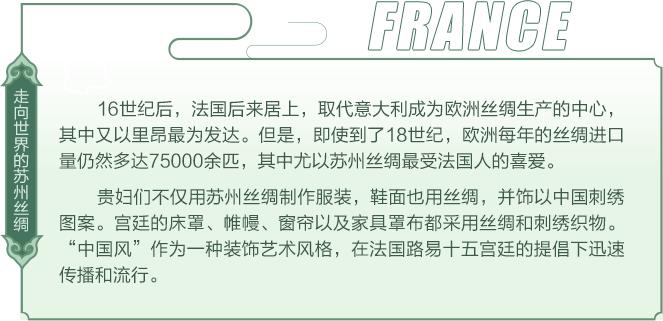 FRANCE
走向世界的苏州丝绸
16世纪后，法国后来居上，取代意大利成为欧洲丝绸生产的中心，
其中又以里昂最为发达。但是，即使到了18世纪，欧洲每年的丝绸进口
量仍然多达75000余匹，其中尤以苏州丝绸最受法国人的喜爱。
贵妇们不仅用苏州丝绸制作服装，鞋面也用丝绸，并饰以中国刺绣
图案。宫廷的床罩、帷幔、窗帘以及家具罩布都采用丝绸和刺绣织物。
“中国风”作为一种装饰艺术风格，在法国路易十五宫廷的提倡下迅速
传播和流行。